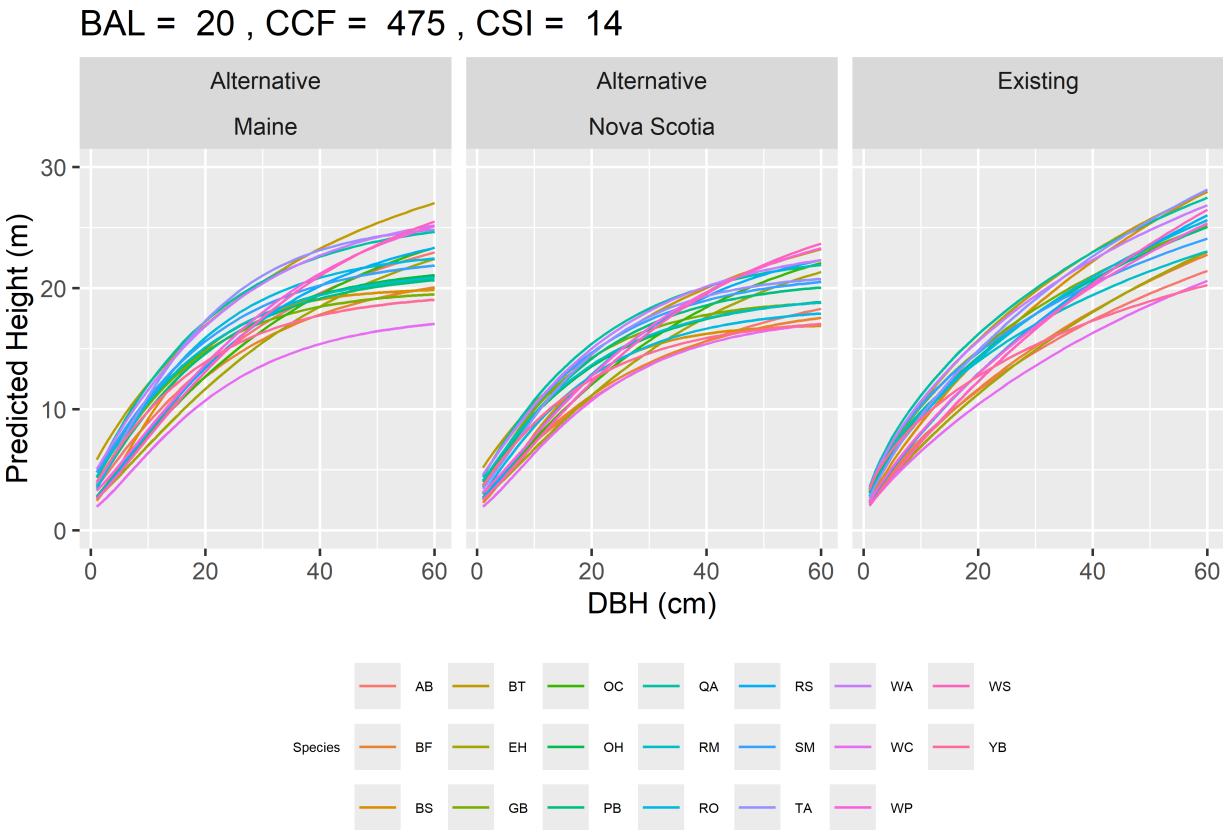 BAL =  20 , CCF =  475 , CSI =  14
Alternative
Maine
Alternative
Nova Scotia
Existing
Predicted Height (m)
30
20
10
0
0 20 40 60
0 20 40 60
0 20 40 60
DBH (cm)
Species
AB BT OC QA RS WA WS
BF EH OH RM SM WC YB
BS GB PB RO TA WP